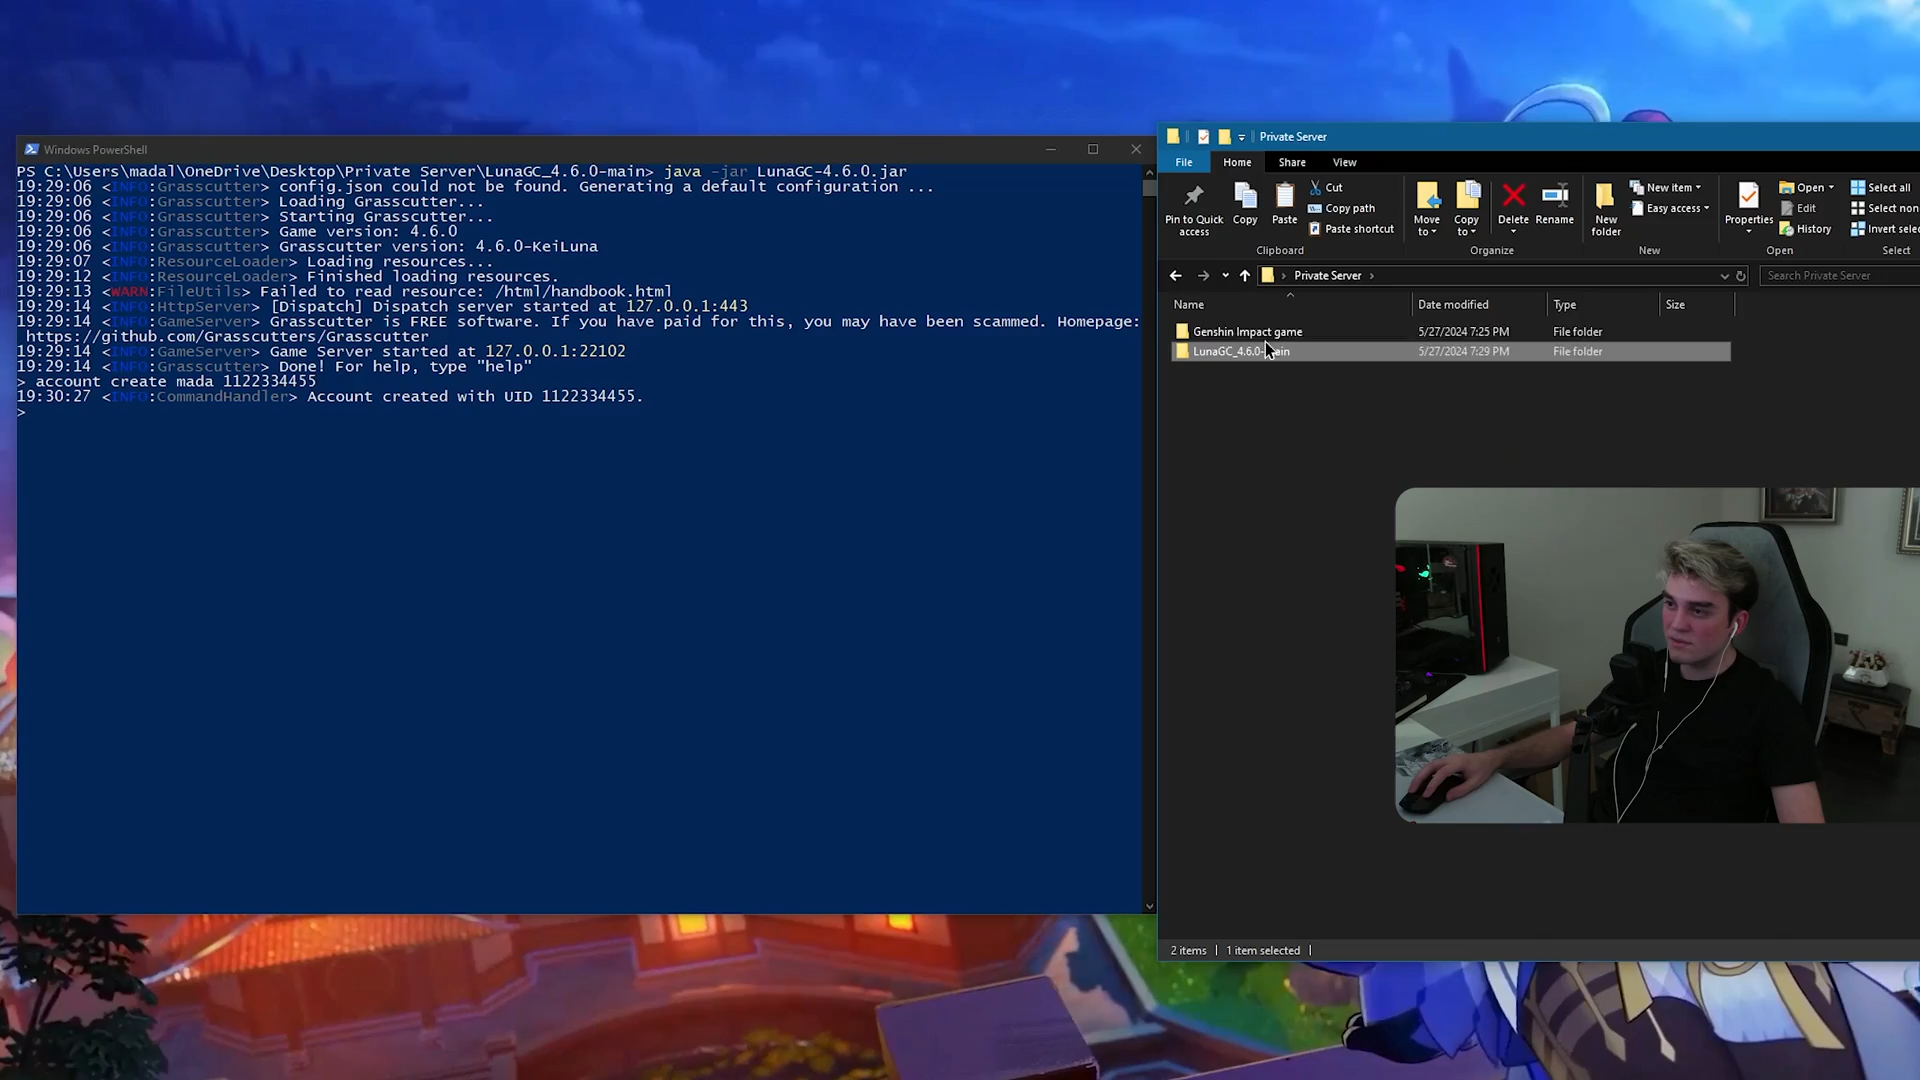 Windows PowerShell
PS C:\Users\madal\OneDrive\Desktop\Private Server\LunaGC_4.6.0-main> java -jar LunaGC-4.6.0.jar
19:29:06 <INFO:Grasscutter> config.json could not be found. Generating a default configuration ...
19:29:06 <INFO:Grasscutter> Loading Grasscutter...
19:29:06 <INFO:Grasscutter> Starting Grasscutter...
19:29:06 <INFO:Grasscutter> Game version: 4.6.0
19:29:06 <INFO:Grasscutter> Grasscutter version: 4.6.0-KeiLuna
19:29:07 <INFO:ResourceLoader> Loading resources...
19:29:12 <INFO:ResourceLoader> Finished loading resources.
19:29:13 <WARN:FileUtils> Failed to read resource: /html/handbook.html
19:29:14 <INFO:HttpServer> [Dispatch] Dispatch server started at 127.0.0.1:443
19:29:14 <INFO:GameServer> Grasscutter is FREE software. If you have paid for this, you may have been scammed. Homepage:
https://github.com/Grasscutters/Grasscutter
19:29:14 <INFO:GameServer> Game Server started at 127.0.0.1:22102
19:29:14 <INFO:Grasscutter> Done! For help, type "help"
> account create mada 1122334455
19:30:27 <INFO:CommandHandler> Account created with UID 1122334455.
>
Private Server
File Home Share View
Pin to Quick access
Copy
Paste
Cut
Copy path
Paste shortcut
Clipboard
Move to
Copy to
Delete
Rename
Organize
New folder
New item
Easy access
New
Properties
Open
Edit
History
Open
Select all
Select non
Invert selec
Select
Private Server
Search Private Server
Name Date modified Type Size
Genshin Impact game 5/27/2024 7:25 PM File folder
LunaGC_4.6.0-main 5/27/2024 7:29 PM File folder
2 items 1 item selected